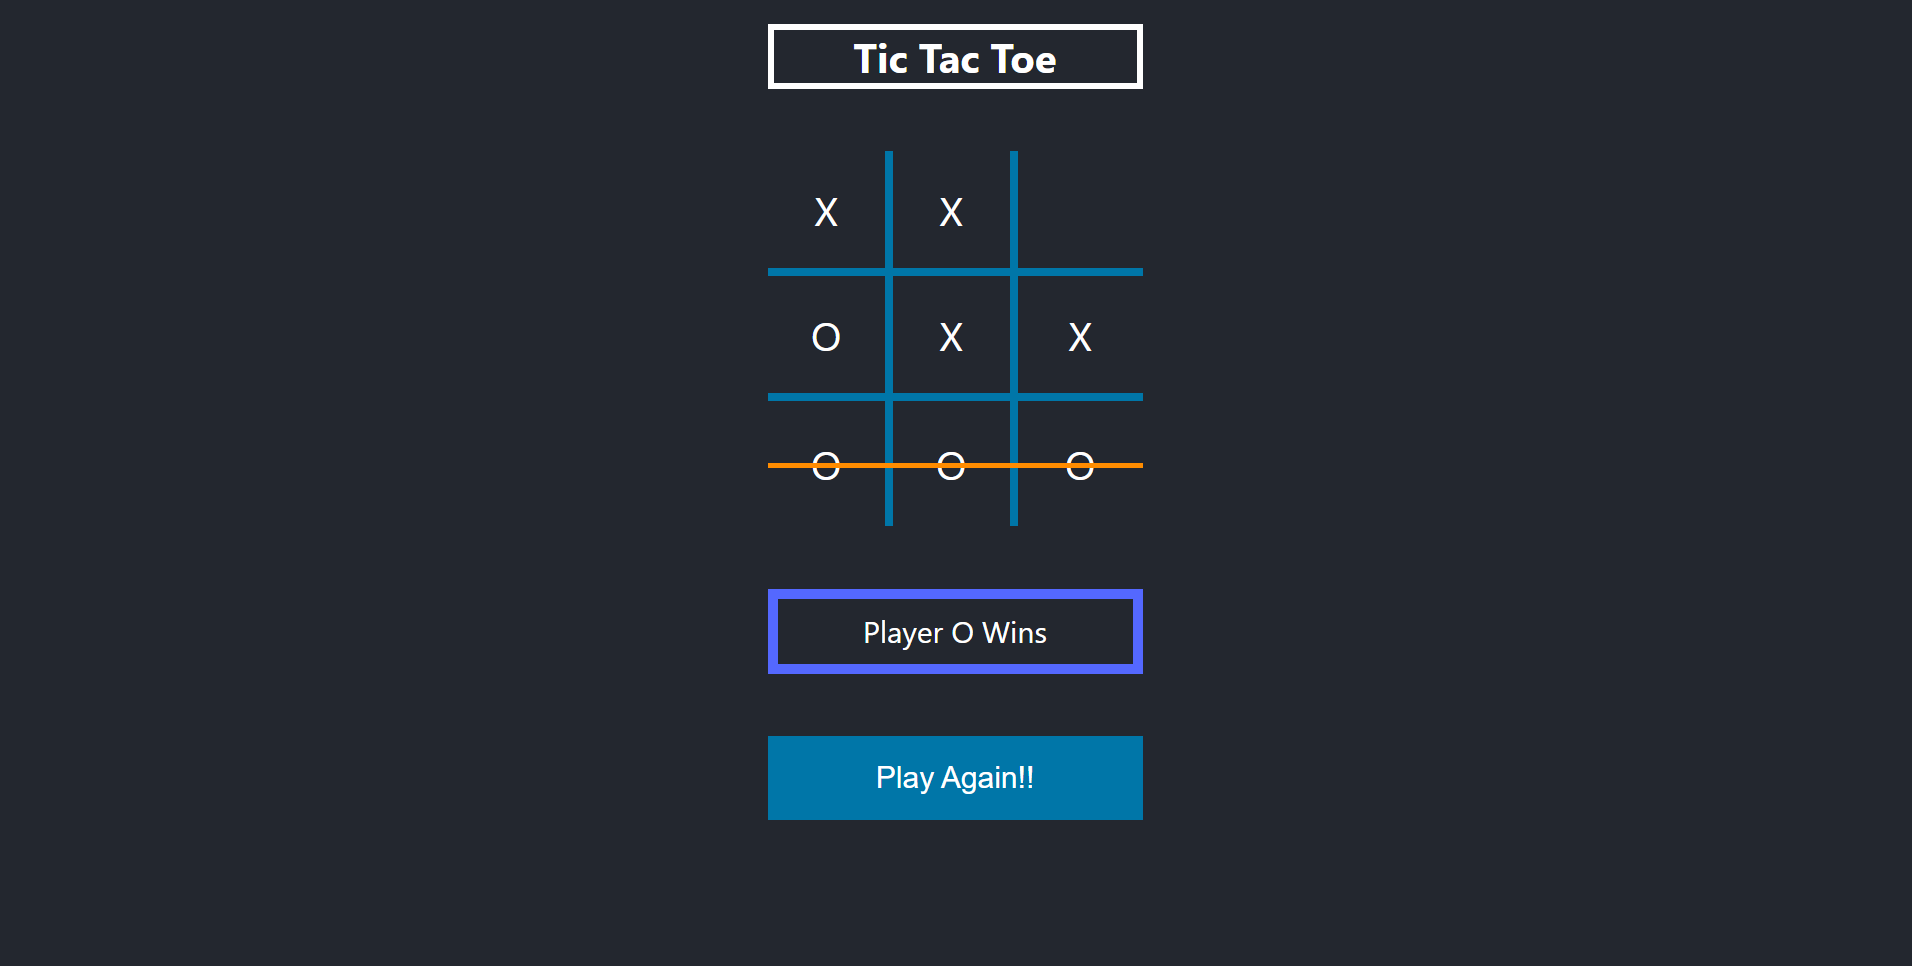 Tic Tac Toe
X X
O X X
O O O
Player O Wins
Play Again!!